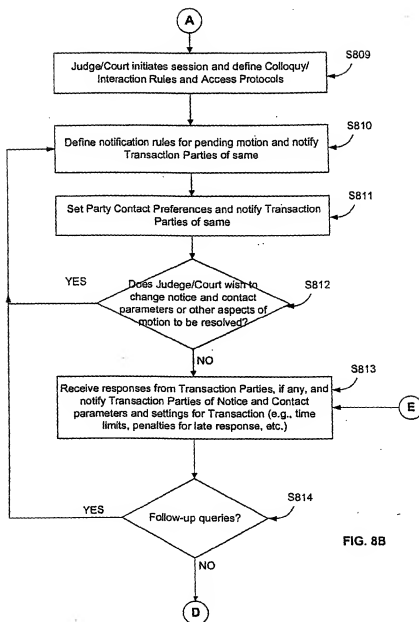 A
S809
Judge/Court initiates session and define Colloquy/
Interaction Rules and Access Protocols
S810
Define notification rules for pending motion and notify
Transaction Parties of same
S811
Set Party Contact Preferences and notify Transaction
Parties of same
YES
S812
Does Judege/Court wish to
change notice and contact
parameters or other aspects of
motion to be resolved?
NO
S813
Receive responses from Transaction Parties, if any, and
notify Transaction Parties of Notice and Contact
parameters and settings for Transaction (e.g., time
limits, penalties for late response, etc.)
E
S814
YES
Follow-up queries?
FIG. 8B
NO
D